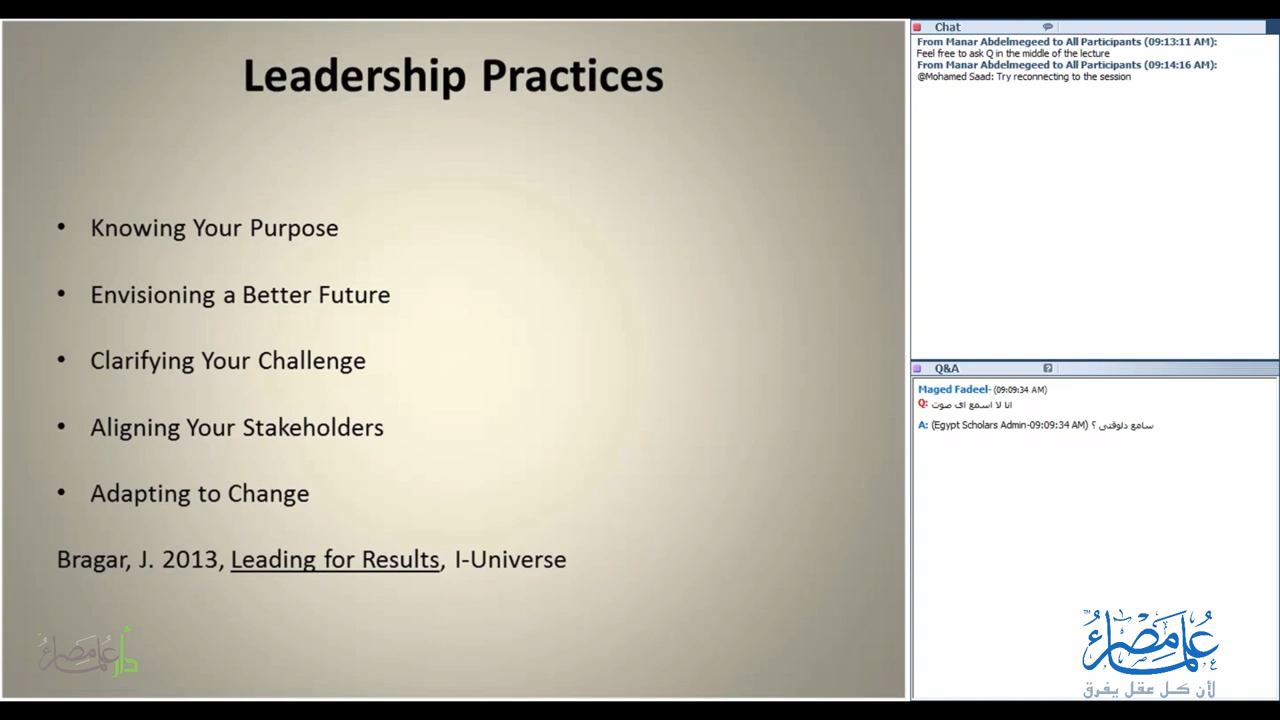 Leadership Practices
• Knowing Your Purpose
• Envisioning a Better Future
• Clarifying Your Challenge
• Aligning Your Stakeholders
• Adapting to Change
Bragar, J. 2013, Leading for Results, I-Universe
دار علماء مصر
Chat
From Manar Abdelmegeed to All Participants (09:13:11 AM):
Feel free to ask Q in the middle of the lecture
From Manar Abdelmegeed to All Participants (09:14:16 AM):
@Mohamed Saad: Try reconnecting to the session
Q&A
Maged Fadeel- (09:09:34 AM)
Q: انا لا اسمع اى صوت
A: (Egypt Scholars Admin-09:09:34 AM) سامع دلوقتى ؟
علماء مصر
لأن كل عقل يفرق